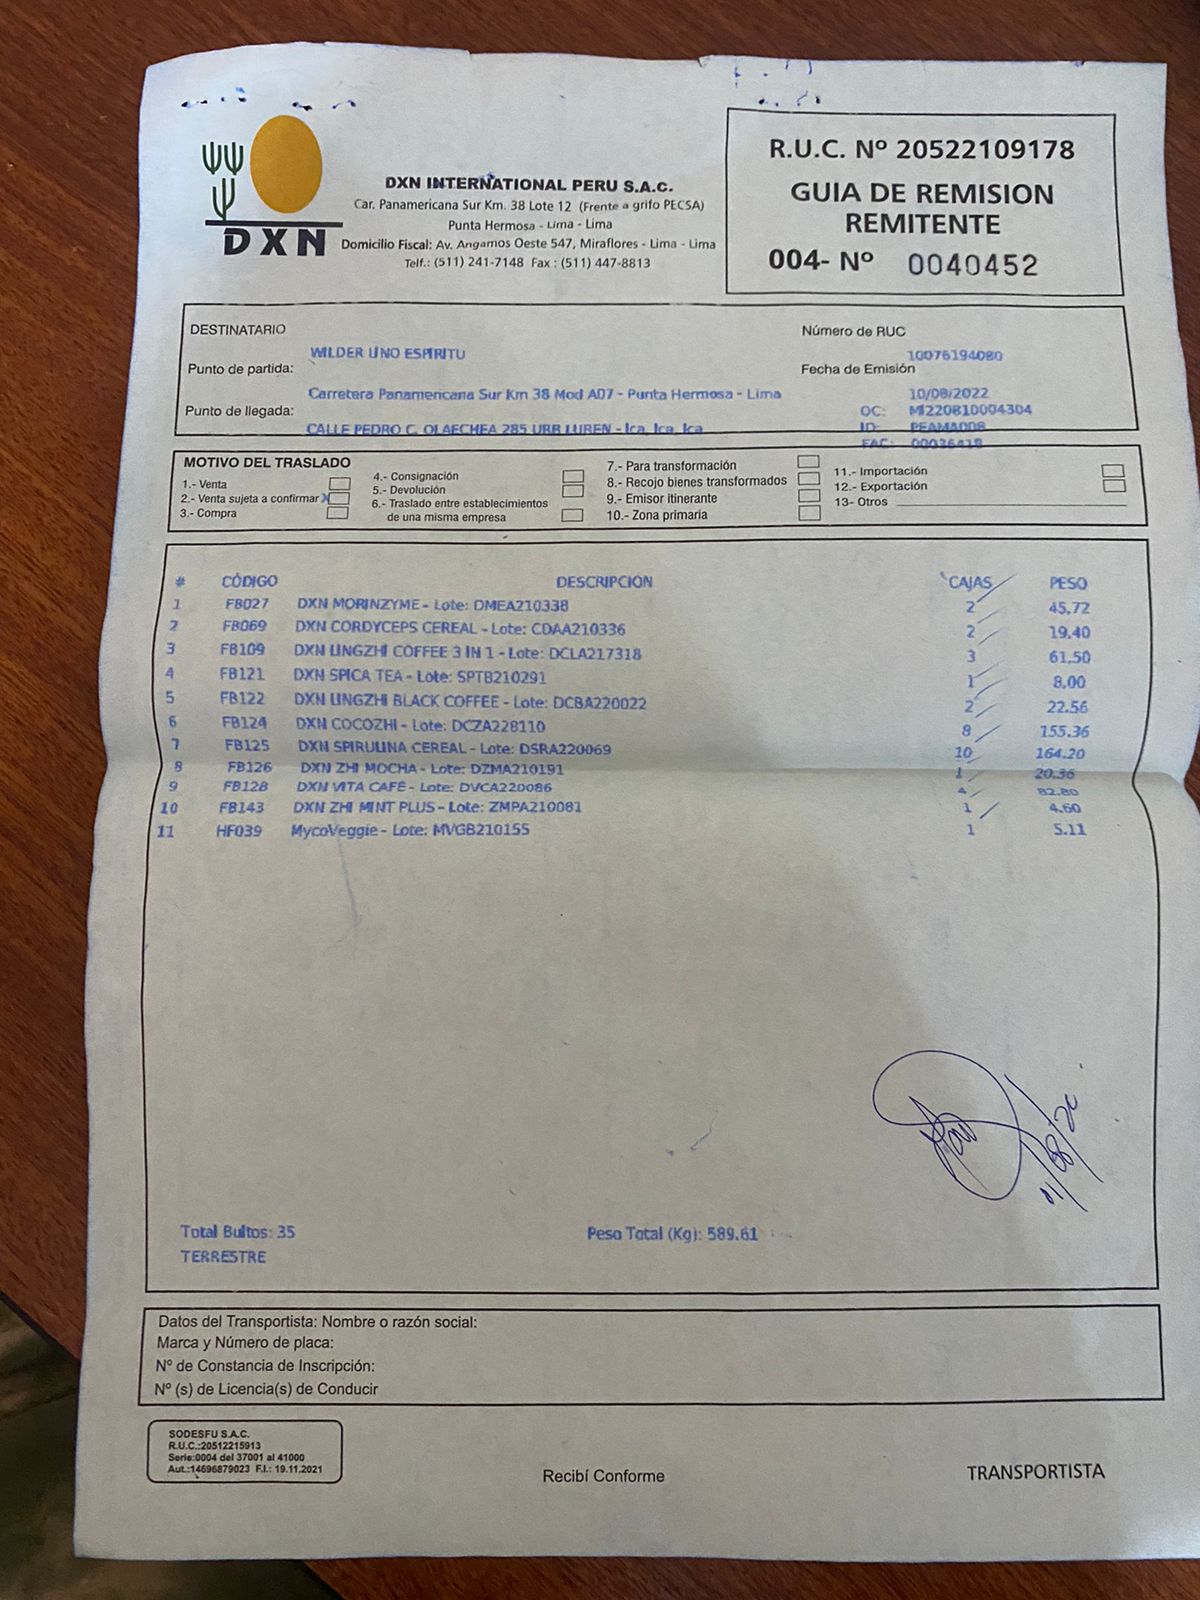 DXN
DXN INTERNATIONAL PERU S.A.C.
Car. Panamericana Sur Km. 38 Lote 12 (Frente a grifo PECSA)
Punta Hermosa - Lima - Lima
Domicilio Fiscal: Av. Angamos Oeste 547, Miraflores - Lima - Lima
Telf.: (511) 241-7148 Fax : (511) 447-8813
R.U.C. Nº 20522109178
GUIA DE REMISION
REMITENTE
004- Nº 0040452
DESTINATARIO Número de RUC
WILDER UNO ESPIRITU 10076194080
Punto de partida: Fecha de Emisión
Carretera Panamericana Sur Km 38 Mod A07 - Punta Hermosa - Lima 10/08/2022
Punto de llegada: OC: MI220810004304
CALLE PEDRO C. OLAECHEA 285 URB LUREN - Ica, Ica, Ica ID: PEAMA008
FAC: 00036418
MOTIVO DEL TRASLADO
1.- Venta
2.- Venta sujeta a confirmar X
3.- Compra
4.- Consignación
5.- Devolución
6.- Traslado entre establecimientos
de una misma empresa
7.- Para transformación
8.- Recojo bienes transformados
9.- Emisor itinerante
10.- Zona primaria
11.- Importación
12.- Exportación
13- Otros
# CÓDIGO DESCRIPCION CAJAS PESO
1 FB027 DXN MORINZYME - Lote: DMEA210338 2 45,72
2 FB069 DXN CORDYCEPS CEREAL - Lote: CDAA210336 2 19.40
3 FB109 DXN LINGZHI COFFEE 3 IN 1 - Lote: DCLA217318 3 61.50
4 FB121 DXN SPICA TEA - Lote: SPTB210291 1 8.00
5 FB122 DXN LINGZHI BLACK COFFEE - Lote: DCBA220022 2 22.56
6 FB124 DXN COCOZHI - Lote: DCZA228110 8 155.36
7 FB125 DXN SPIRULINA CEREAL - Lote: DSRA220069 10 164.20
8 FB126 DXN ZHI MOCHA - Lote: DZMA210191 1 20.36
9 FB128 DXN VITA CAFÉ - Lote: DVCA220086 4 82.80
10 FB143 DXN ZHI MINT PLUS - Lote: ZMPA210081 1 4.60
11 HF039 MycoVeggie - Lote: MVGB210155 1 5.11
Total Bultos: 35 Peso Total (Kg): 589.61
TERRESTRE
Datos del Transportista: Nombre o razón social:
Marca y Número de placa:
Nº de Constancia de Inscripción:
Nº (s) de Licencia(s) de Conducir
SODESFU S.A.C.
R.U.C.:20512215913
Serie:0004 del 37001 al 41000
Aut.:14696879023 F.I.: 19.11.2021
Recibí Conforme
TRANSPORTISTA